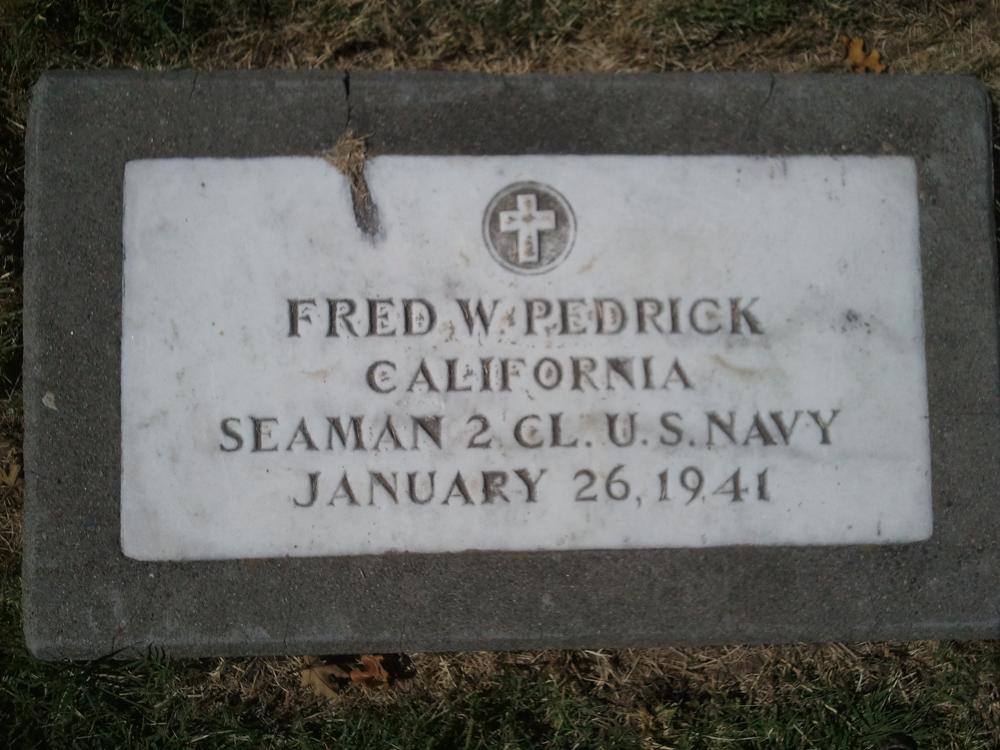 FRED W. PEDRICK
CALIFORNIA
SEAMAN 2 CL. U.S. NAVY
JANUARY 26, 1941